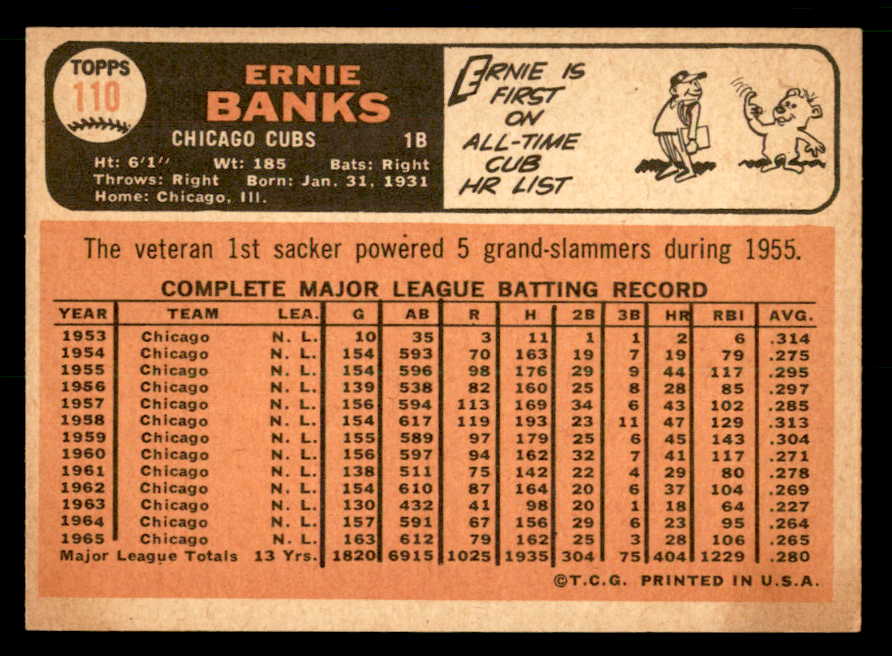 TOPPS
110
ERNIE
BANKS
CHICAGO CUBS 1B
Ht: 6'1" Wt: 185 Bats: Right
Throws: Right Born: Jan. 31, 1931
Home: Chicago, Ill.
ERNIE IS
FIRST
ON
ALL-TIME
CUB
HR LIST
The veteran 1st sacker powered 5 grand-slammers during 1955.
COMPLETE MAJOR LEAGUE BATTING RECORD
YEAR TEAM LEA. G AB R H 2B 3B HR RBI AVG.
1953 Chicago N. L. 10 35 3 11 1 1 2 6 .314
1954 Chicago N. L. 154 593 70 163 19 7 19 79 .275
1955 Chicago N. L. 154 596 98 176 29 9 44 117 .295
1956 Chicago N. L. 139 538 82 160 25 8 28 85 .297
1957 Chicago N. L. 156 594 113 169 34 6 43 102 .285
1958 Chicago N. L. 154 617 119 193 23 11 47 129 .313
1959 Chicago N. L. 155 589 97 179 25 6 45 143 .304
1960 Chicago N. L. 156 597 94 162 32 7 41 117 .271
1961 Chicago N. L. 138 511 75 142 22 4 29 80 .278
1962 Chicago N. L. 154 610 87 164 20 6 37 104 .269
1963 Chicago N. L. 130 432 41 98 20 1 18 64 .227
1964 Chicago N. L. 157 591 67 156 29 6 23 95 .264
1965 Chicago N. L. 163 612 79 162 25 3 28 106 .265
Major League Totals 13 Yrs. 1820 6915 1025 1935 304 75 404 1229 .280
©T.C.G. PRINTED IN U.S.A.